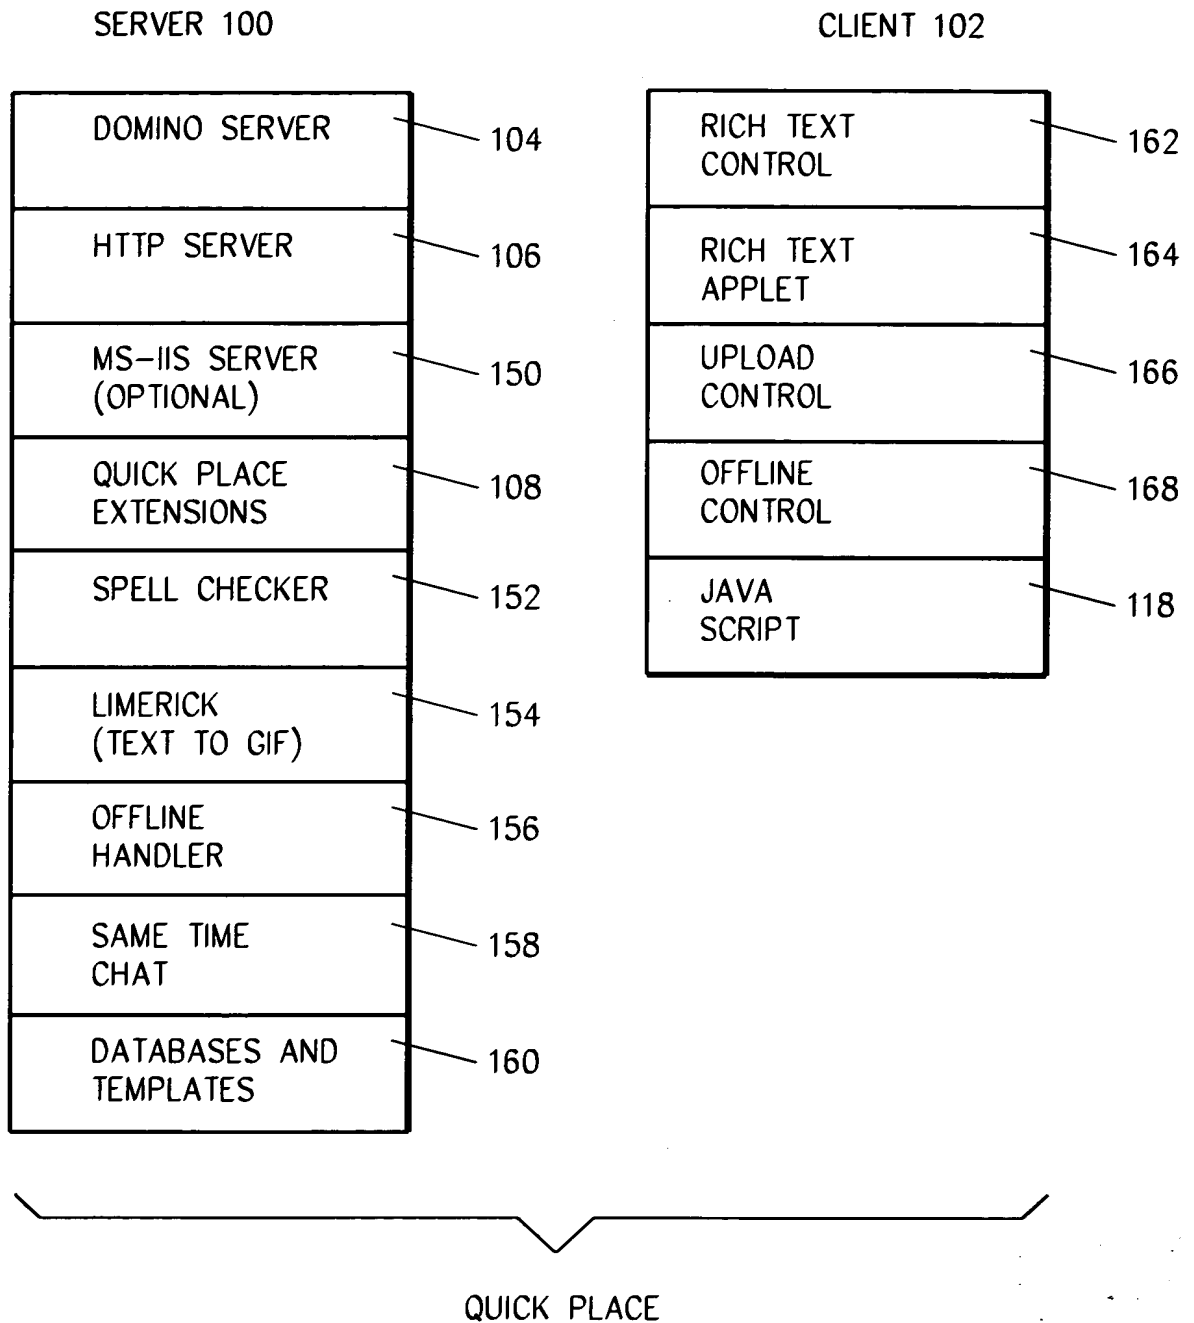 SERVER 100
DOMINO SERVER
104
HTTP SERVER
106
MS-IIS SERVER
(OPTIONAL)
150
QUICK PLACE
EXTENSIONS
108
SPELL CHECKER
152
LIMERICK
(TEXT TO GIF)
154
OFFLINE
HANDLER
156
SAME TIME
CHAT
158
DATABASES AND
TEMPLATES
160
CLIENT 102
RICH TEXT
CONTROL
162
RICH TEXT
APPLET
164
UPLOAD
CONTROL
166
OFFLINE
CONTROL
168
JAVA
SCRIPT
118
QUICK PLACE